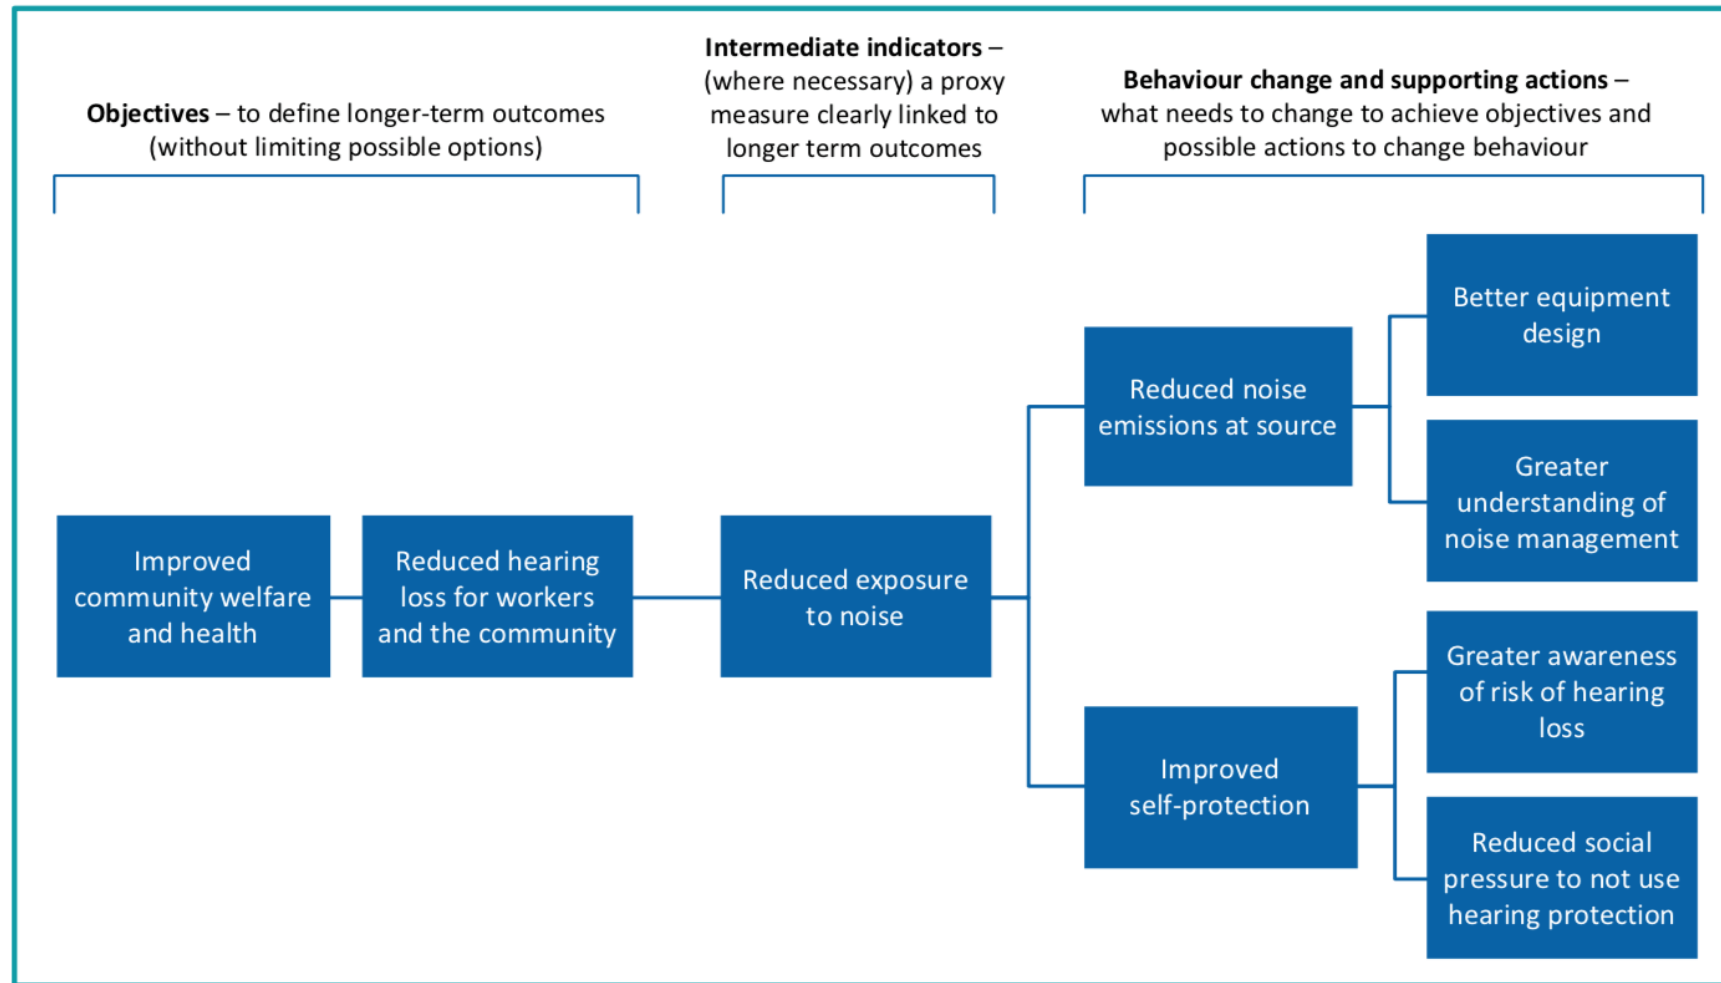 Objectives – to define longer-term outcomes
(without limiting possible options)
Intermediate indicators –
(where necessary) a proxy
measure clearly linked to
longer term outcomes
Behaviour change and supporting actions –
what needs to change to achieve objectives and
possible actions to change behaviour
Improved
community welfare
and health
Reduced hearing
loss for workers
and the community
Reduced exposure
to noise
Reduced noise
emissions at source
Better equipment
design
Greater
understanding of
noise management
Improved
self-protection
Greater awareness
of risk of hearing
loss
Reduced social
pressure to not use
hearing protection